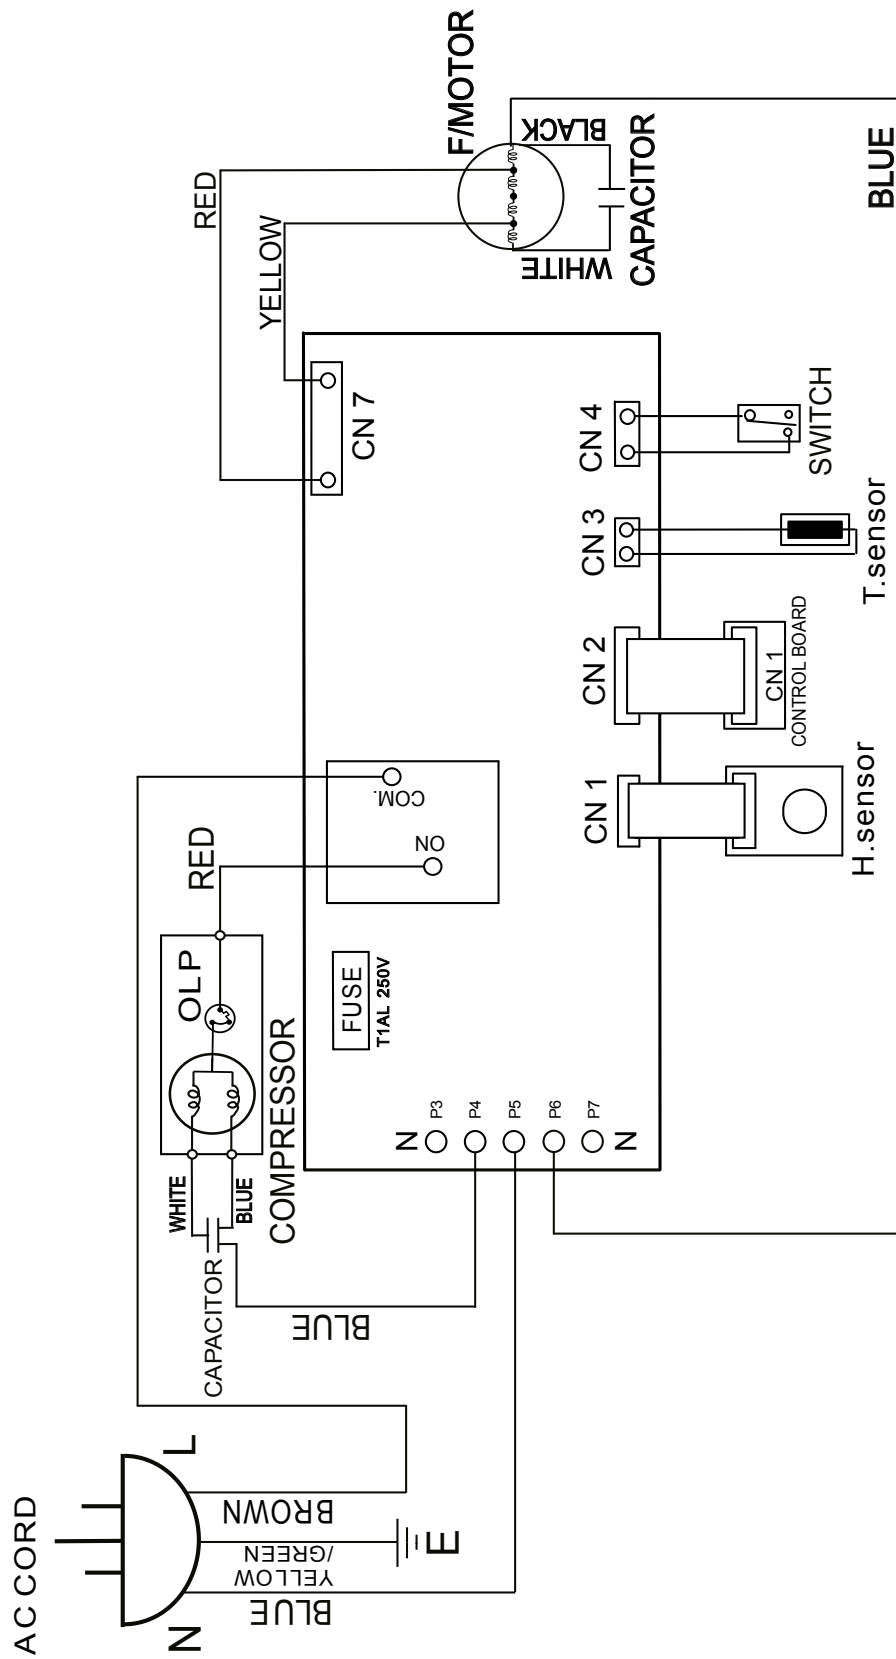 AC CORD
N
L
BLUE
YELLOW
/GREEN
BROWN
E
CAPACITOR
WHITE
BLUE
BLUE
COMPRESSOR
OLP
RED
FUSE
T1AL 250V
N
P3
P4
P5
P6
P7
N
COM.
NO
CN 7
YELLOW
RED
F/MOTOR
BLACK
WHITE
CAPACITOR
BLUE
CN 1
CN 2
CN 3
CN 4
H.sensor
CN 1
CONTROL BOARD
T.sensor
SWITCH